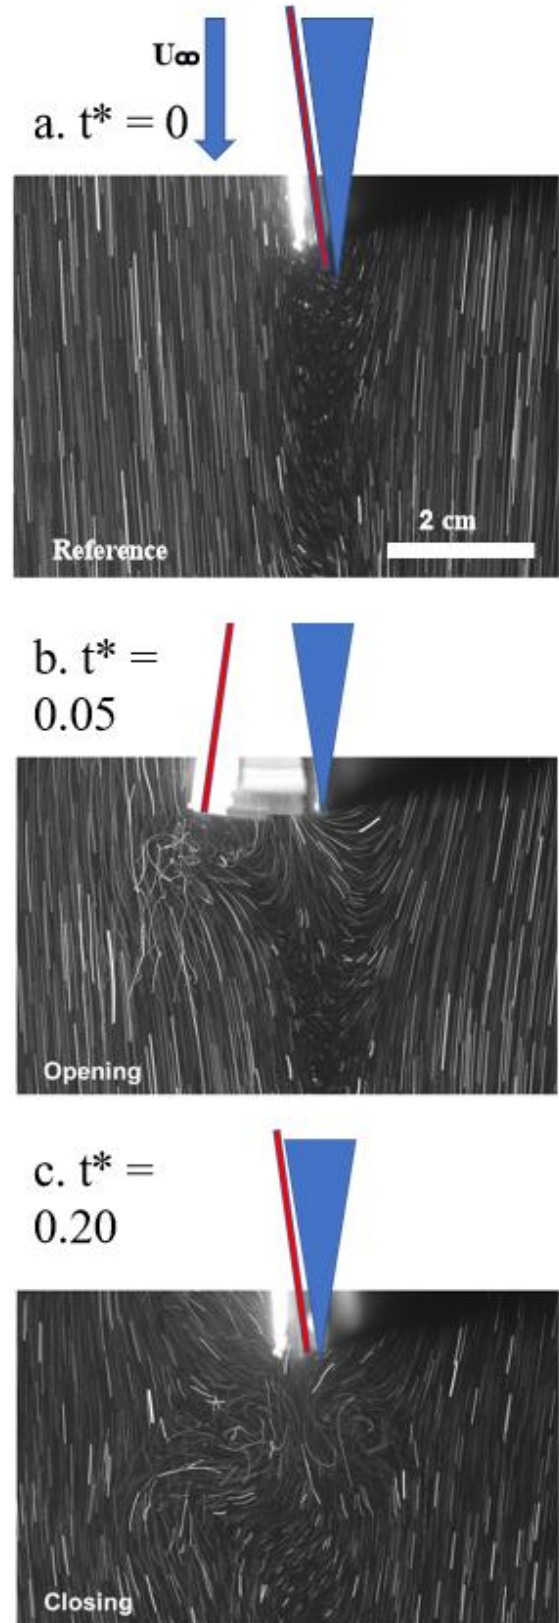 U∞
a. t* = 0
2 cm
Reference
b. t* =
0.05
Opening
c. t* =
0.20
Closing